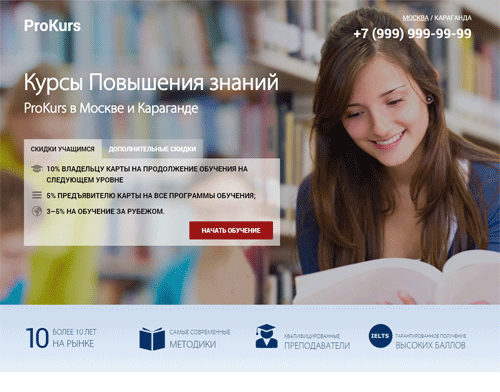 ProKurs
МОСКВА / КАРАГАНДА
+7 (999) 999-99-99
Курсы Повышения знаний
ProKurs в Москве и Караганде
СКИДКИ УЧАЩИМСЯ ДОПОЛНИТЕЛЬНЫЕ СКИДКИ
10% ВЛАДЕЛЬЦУ КАРТЫ НА ПРОДОЛЖЕНИЕ ОБУЧЕНИЯ НА
СЛЕДУЮЩЕМ УРОВНЕ
5% ПРЕДЪЯВИТЕЛЮ КАРТЫ НА ВСЕ ПРОГРАММЫ ОБУЧЕНИЯ;
3–5% НА ОБУЧЕНИЕ ЗА РУБЕЖОМ.
НАЧАТЬ ОБУЧЕНИЕ
10 БОЛЕЕ 10 ЛЕТ
НА РЫНКЕ
САМЫЕ СОВРЕМЕННЫЕ
МЕТОДИКИ
КВАЛИФИЦИРОВАННЫЕ
ПРЕПОДАВАТЕЛИ
IELTS
ГАРАНТИРОВАННОЕ ПОЛУЧЕНИЕ
ВЫСОКИХ БАЛЛОВ